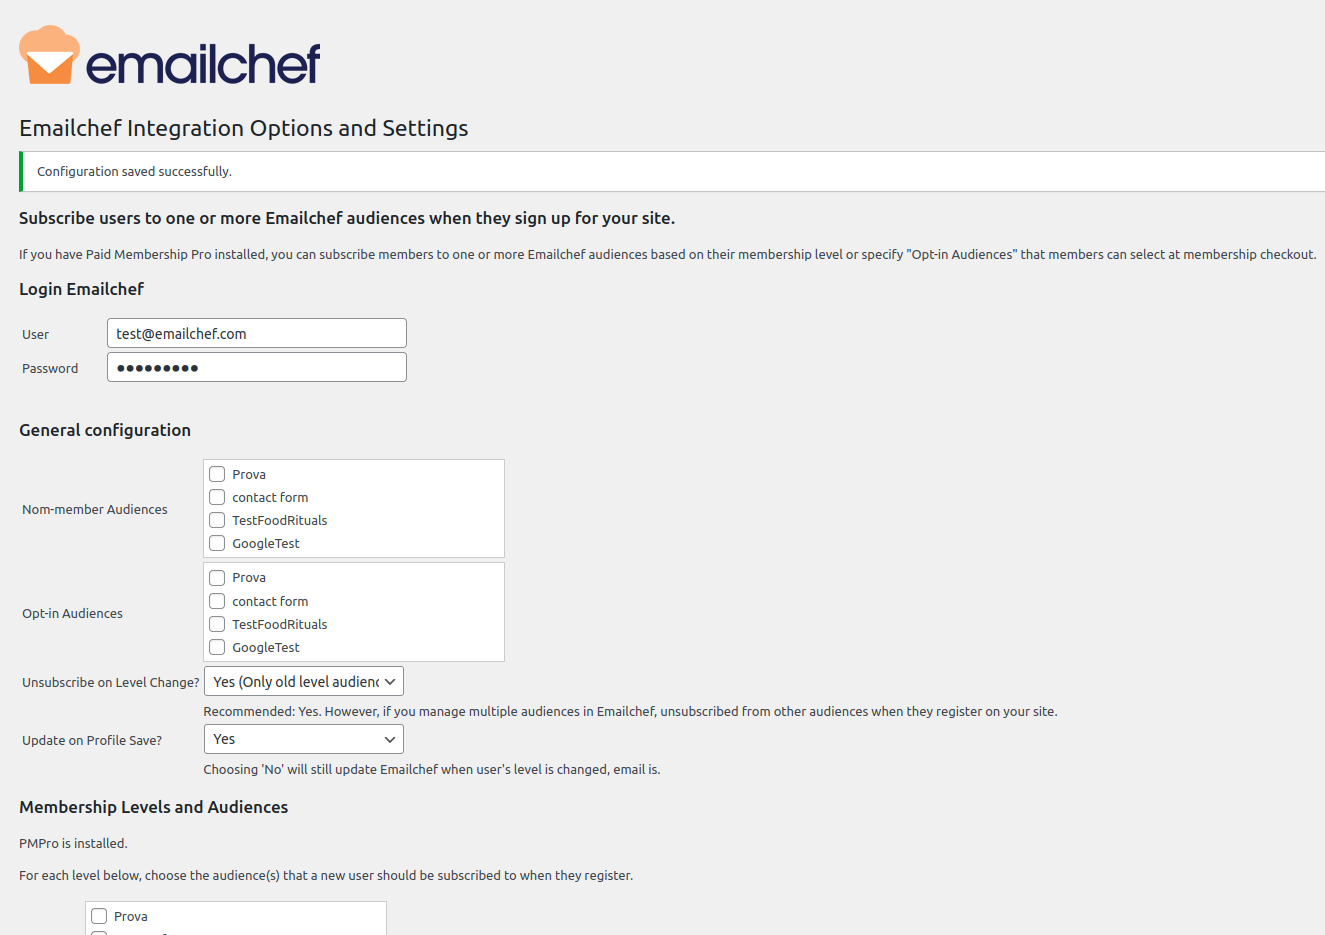 emailchef
Emailchef Integration Options and Settings
Configuration saved successfully.
Subscribe users to one or more Emailchef audiences when they sign up for your site.
If you have Paid Membership Pro installed, you can subscribe members to one or more Emailchef audiences based on their membership level or specify "Opt-in Audiences" that members can select at membership checkout.
Login Emailchef
User test@emailchef.com
Password ●●●●●●●●●
General configuration
Nom-member Audiences
Prova
contact form
TestFoodRituals
GoogleTest
Opt-in Audiences
Prova
contact form
TestFoodRituals
GoogleTest
Unsubscribe on Level Change? Yes (Only old level audienc
Recommended: Yes. However, if you manage multiple audiences in Emailchef, unsubscribed from other audiences when they register on your site.
Update on Profile Save? Yes
Choosing 'No' will still update Emailchef when user's level is changed, email is.
Membership Levels and Audiences
PMPro is installed.
For each level below, choose the audience(s) that a new user should be subscribed to when they register.
Prova